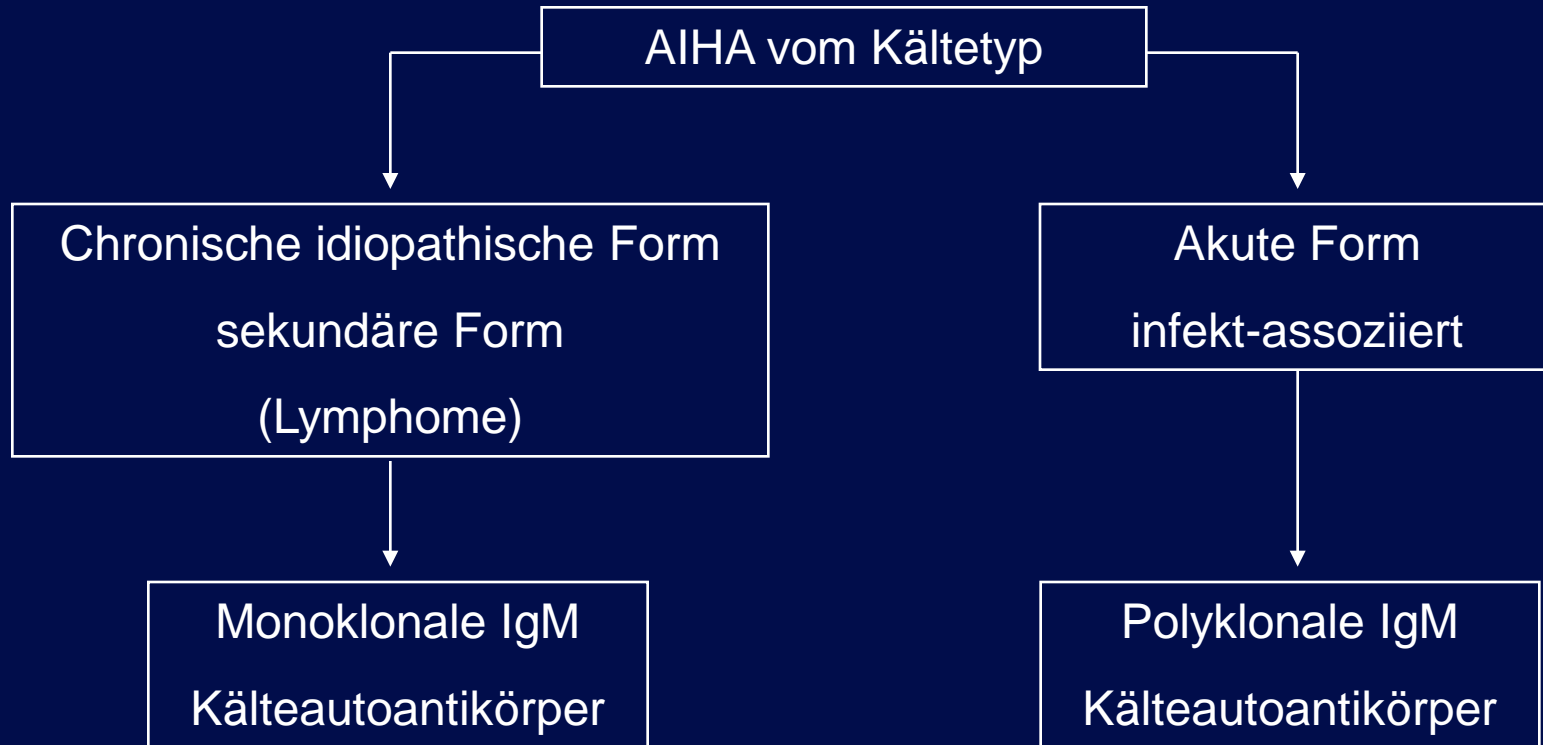 AIHA vom Kältetyp
Chronische idiopathische Form
sekundäre Form
(Lymphome)
Akute Form
infekt-assoziiert
Monoklonale IgM
Kälteautoantikörper
Polyklonale IgM
Kälteautoantikörper